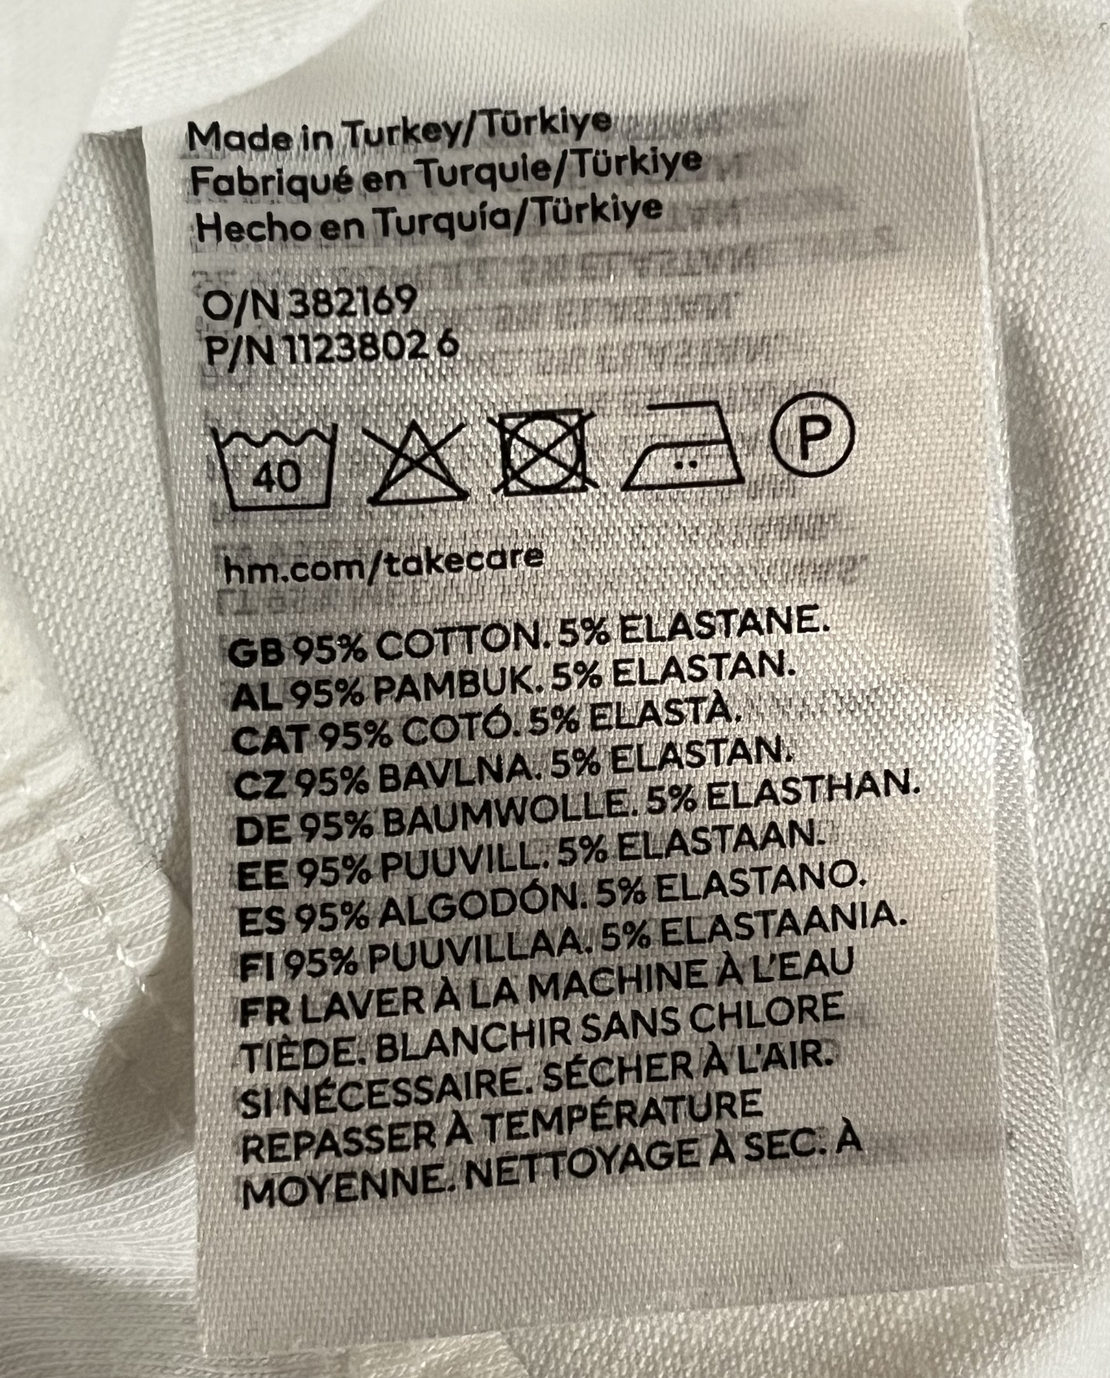 Made in Turkey/Türkiye
Fabriqué en Turquie/Türkiye
Hecho en Turquía/Türkiye
O/N 382169
P/N 1123802 6
40
P
hm.com/takecare
GB 95% COTTON. 5% ELASTANE.
AL 95% PAMBUK. 5% ELASTAN.
CAT 95% COTÓ. 5% ELASTÀ.
CZ 95% BAVLNA. 5% ELASTAN.
DE 95% BAUMWOLLE. 5% ELASTHAN.
EE 95% PUUVILL. 5% ELASTAAN.
ES 95% ALGODÓN. 5% ELASTANO.
FI 95% PUUVILLAA. 5% ELASTAANIA.
FR LAVER À LA MACHINE À L'EAU
TIÈDE. BLANCHIR SANS CHLORE
SI NÉCESSAIRE. SÉCHER À L'AIR.
REPASSER À TEMPÉRATURE
MOYENNE. NETTOYAGE À SEC. À